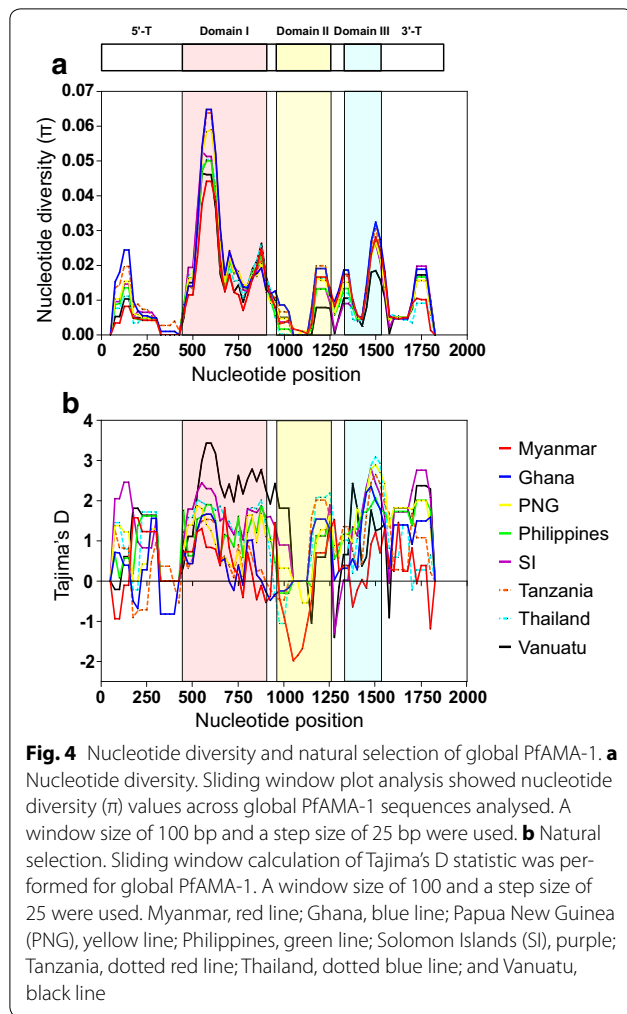 5'-T Domain I Domain II Domain III 3'-T
a
0.07
0.06
0.05
0.04
0.03
0.02
0.01
0.00
Nucleotide diversity (π)
0 250 500 750 1000 1250 1500 1750 2000
Nucleotide position
b
4
3
2
1
0
-1
-2
Tajima's D
0 250 500 750 1000 1250 1500 1750 2000
Nucleotide position
Myanmar
Ghana
PNG
Philippines
SI
Tanzania
Thailand
Vanuatu
Fig. 4 Nucleotide diversity and natural selection of global PfAMA-1. a
Nucleotide diversity. Sliding window plot analysis showed nucleotide
diversity (π) values across global PfAMA-1 sequences analysed. A
window size of 100 bp and a step size of 25 bp were used. b Natural
selection. Sliding window calculation of Tajima's D statistic was per-
formed for global PfAMA-1. A window size of 100 and a step size of
25 were used. Myanmar, red line; Ghana, blue line; Papua New Guinea
(PNG), yellow line; Philippines, green line; Solomon Islands (SI), purple;
Tanzania, dotted red line; Thailand, dotted blue line; and Vanuatu,
black line